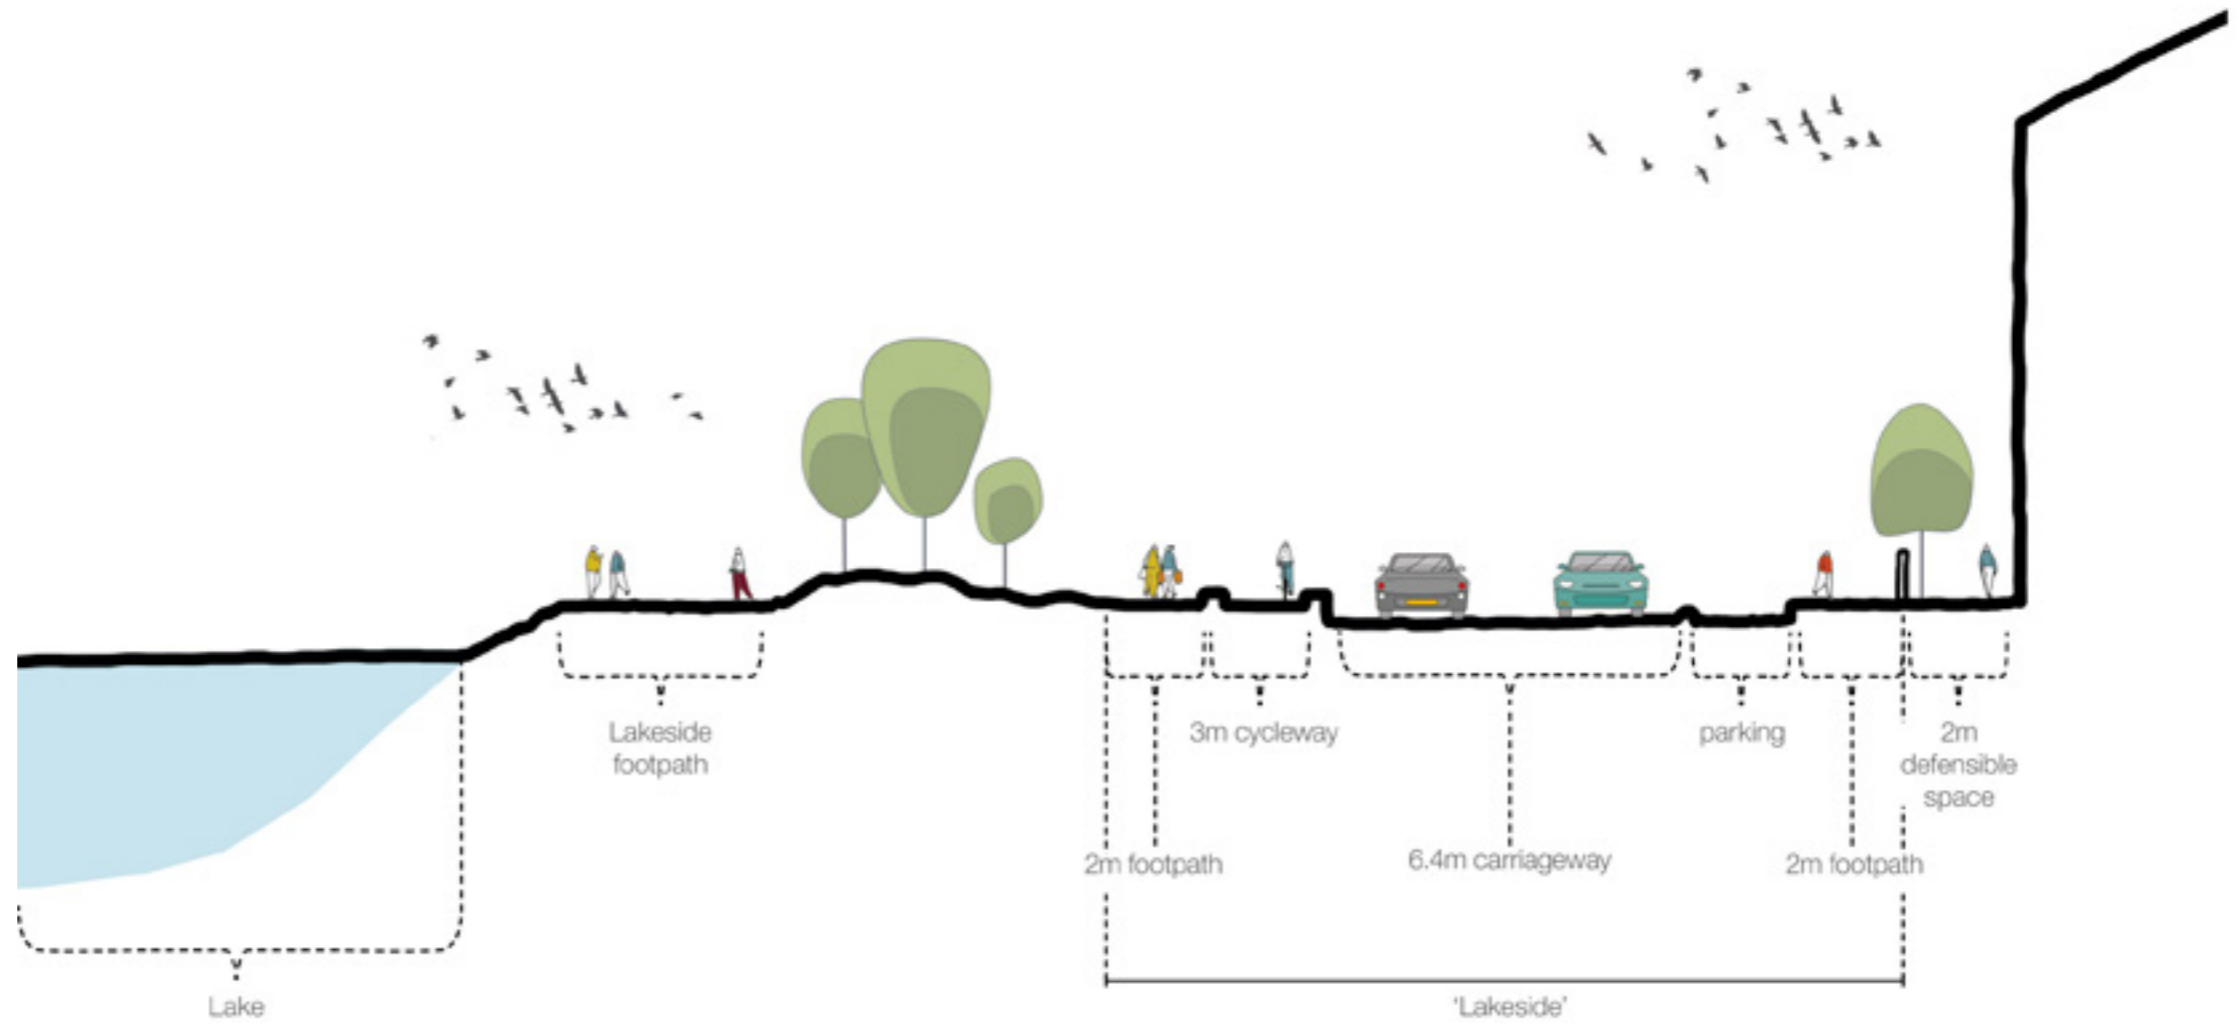 Lakeside
footpath
3m cycleway
parking
2m
defensible
space
2m footpath
6.4m carriageway
2m footpath
Lake
‘Lakeside’